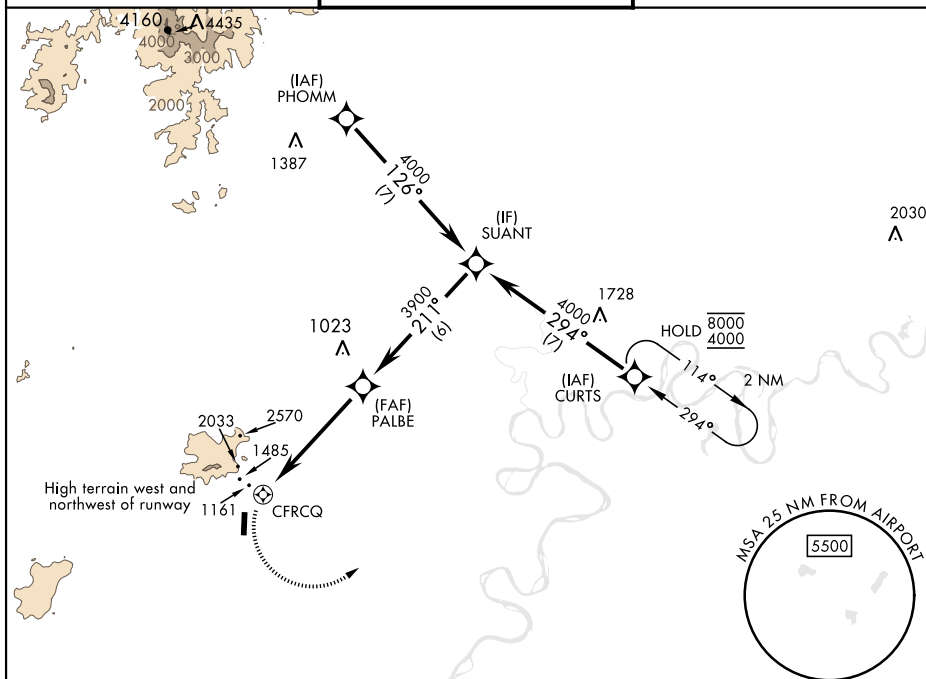 4160
4435
4000
3000
2000
(IAF)
PHOMM
1387
4000
126°
(7)
(IF)
SUANT
2030
3900
211°
(6)
4000
294°
(7)
1728
HOLD
8000
4000
114°
2 NM
294°
(IAF)
CURTS
1023
(FAF)
PALBE
2033
2570
1485
High terrain west and
northwest of runway
1161
CFRCQ
MSA 25 NM FROM AIRPORT
5500